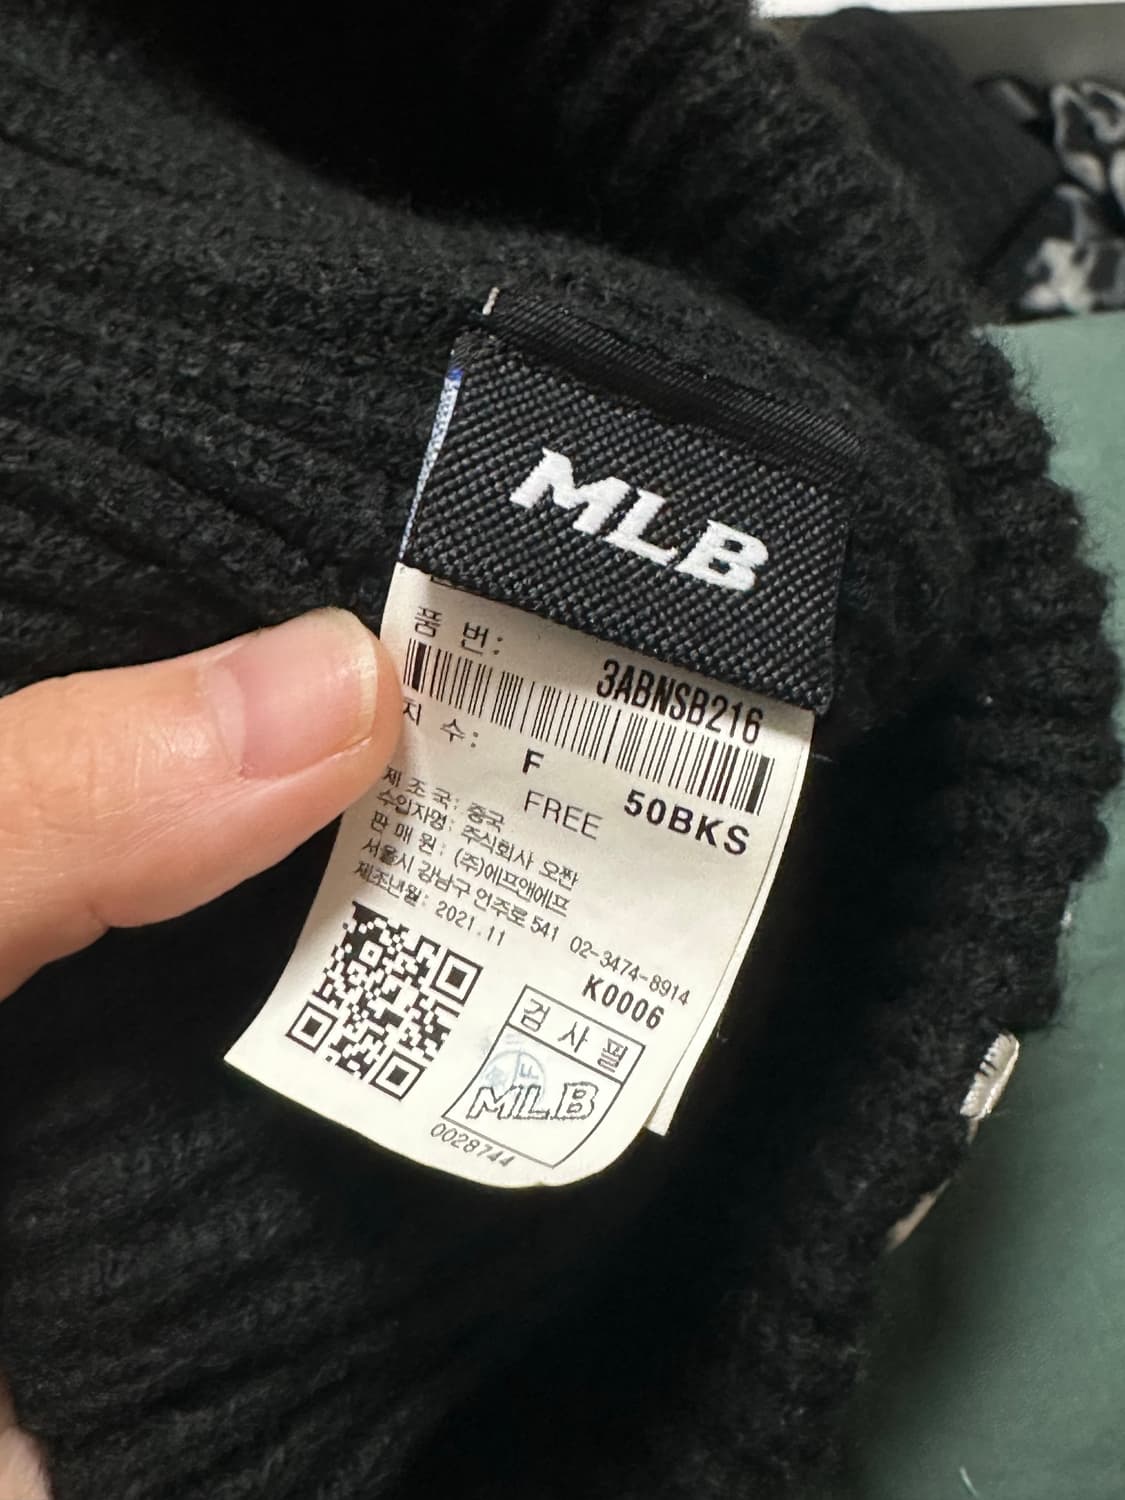 MLB
품 번: 3ABNSB216
치 수: F 50BKS
FREE
제 조 국: 중국
수입자명: 주식회사 오짠
판 매 원: (주)에프앤에프
서울시 강남구 언주로 541 02-3474-8914
제조년월: 2021.11 K0006
검 사 필
MLB
0028744